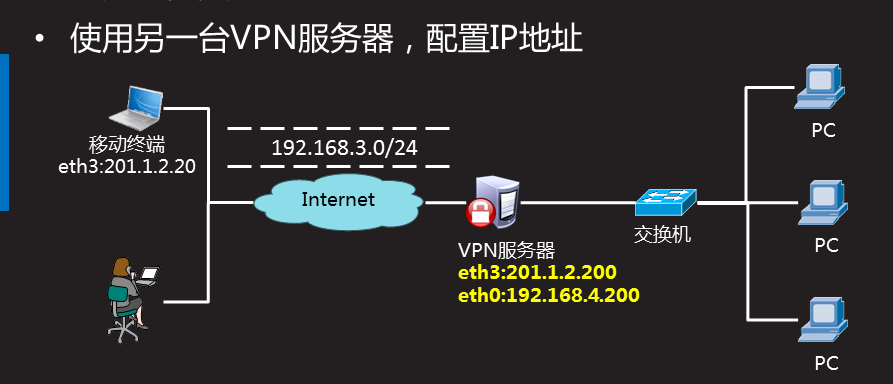 • 使用另一台VPN服务器，配置IP地址
移动终端
eth3:201.1.2.20
192.168.3.0/24
Internet
VPN服务器
eth3:201.1.2.200
eth0:192.168.4.200
交换机
PC
PC
PC